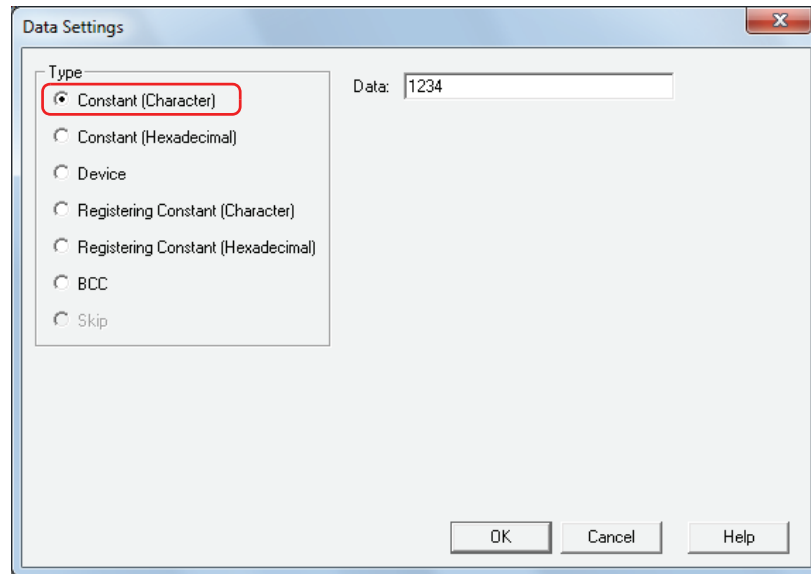 Data Settings
Type
Constant (Character)
Data: 1234
Constant (Hexadecimal)
Device
Registering Constant (Character)
Registering Constant (Hexadecimal)
BCC
Skip
OK Cancel Help